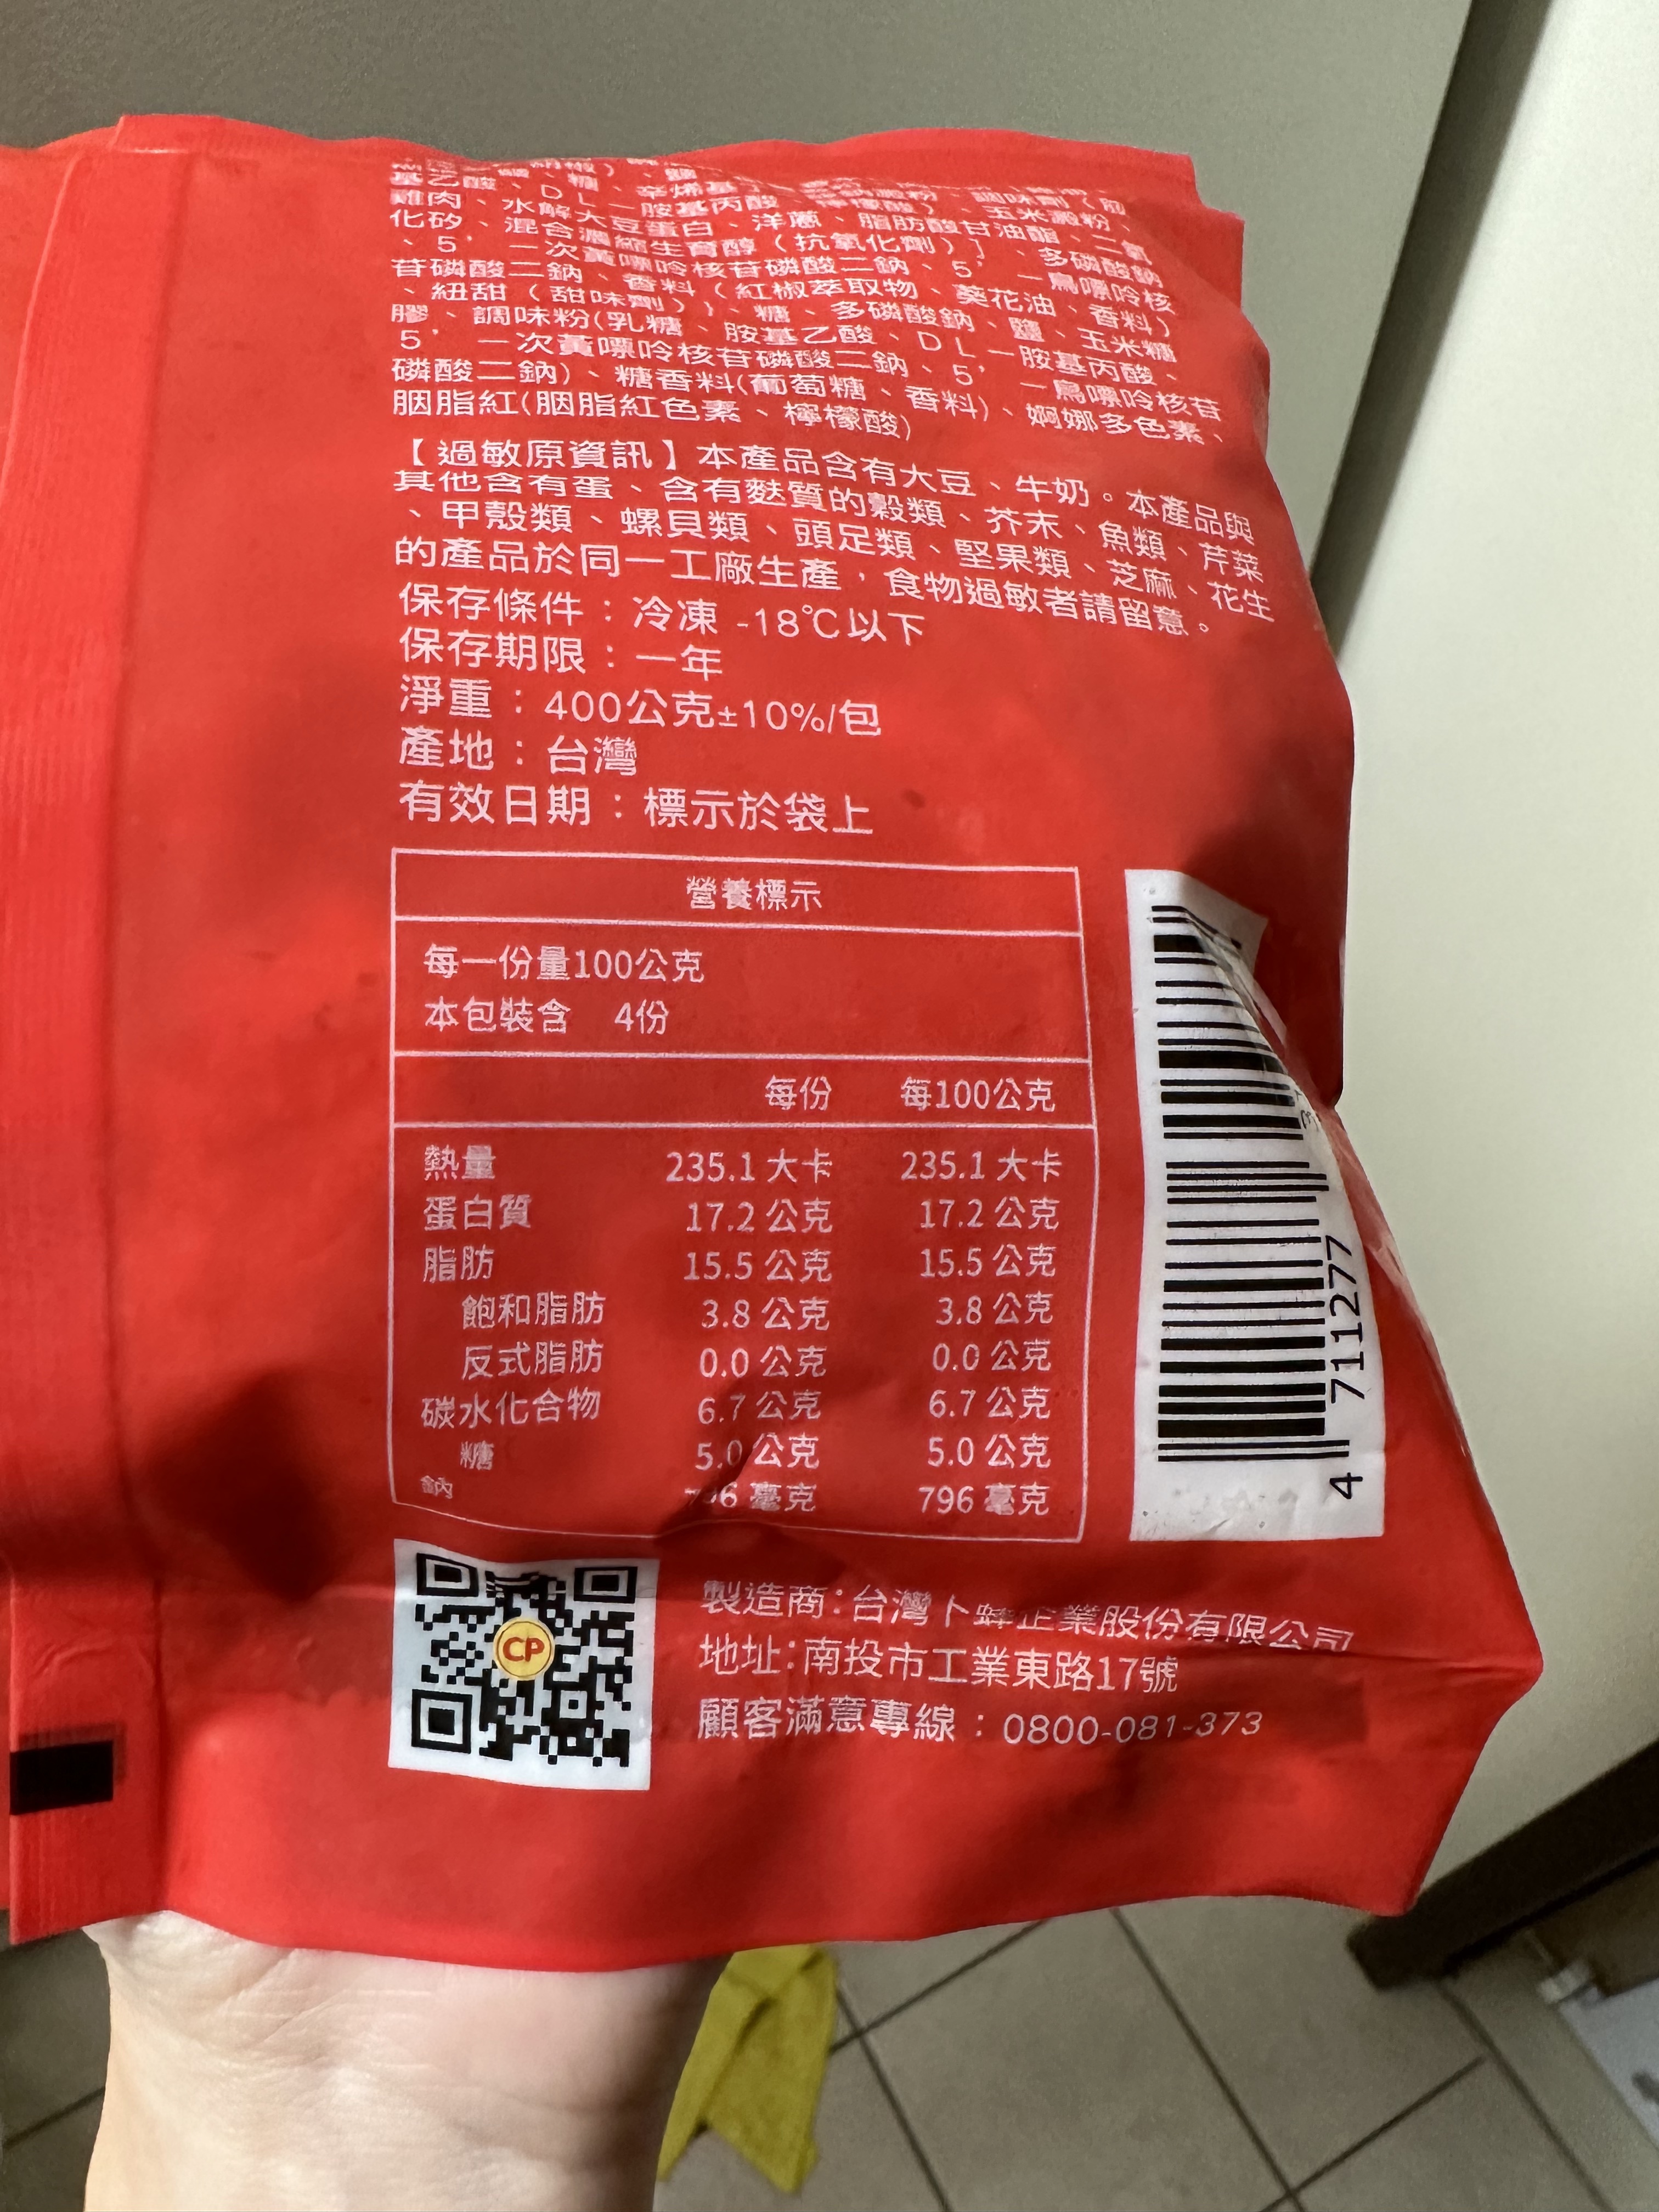 基乙酸、DL-胺基丙酸
雞肉、水解大豆蛋白、洋蔥、脂肪酸甘油酯、二氧
化矽、混合濃縮生育醇（抗氧化劑）］、多磷酸鈉
、5'-次黃嘌呤核苷磷酸二鈉、5'-鳥嘌呤核
苷磷酸二鈉、香料（紅椒萃取物、葵花油、香料）
、紐甜（甜味劑）｝、糖、多磷酸鈉、鹽、玉米糖
膠、調味粉(乳糖、胺基乙酸、DL-胺基丙酸、
5'-次黃嘌呤核苷磷酸二鈉、5'-鳥嘌呤核苷
磷酸二鈉)、糖香料(葡萄糖、香料)、婀娜多色素、
胭脂紅(胭脂紅色素、檸檬酸)
【過敏原資訊】本產品含有大豆、牛奶。本產品與
其他含有蛋、含有麩質的穀類、芥末、魚類、芹菜
、甲殼類、螺貝類、頭足類、堅果類、芝麻、花生
的產品於同一工廠生產，食物過敏者請留意。
保存條件：冷凍 -18℃以下
保存期限：一年
淨重：400公克±10%/包
產地：台灣
有效日期：標示於袋上
營養標示
每一份量100公克
本包裝含 4份
每份 每100公克
熱量 235.1 大卡 235.1 大卡
蛋白質 17.2 公克 17.2 公克
脂肪 15.5 公克 15.5 公克
飽和脂肪 3.8 公克 3.8 公克
反式脂肪 0.0 公克 0.0 公克
碳水化合物 6.7 公克 6.7 公克
糖 5.0 公克 5.0 公克
鈉 796 毫克 796 毫克
4 711277
CP
製造商:台灣卜蜂企業股份有限公司
地址:南投市工業東路17號
顧客滿意專線：0800-081-373